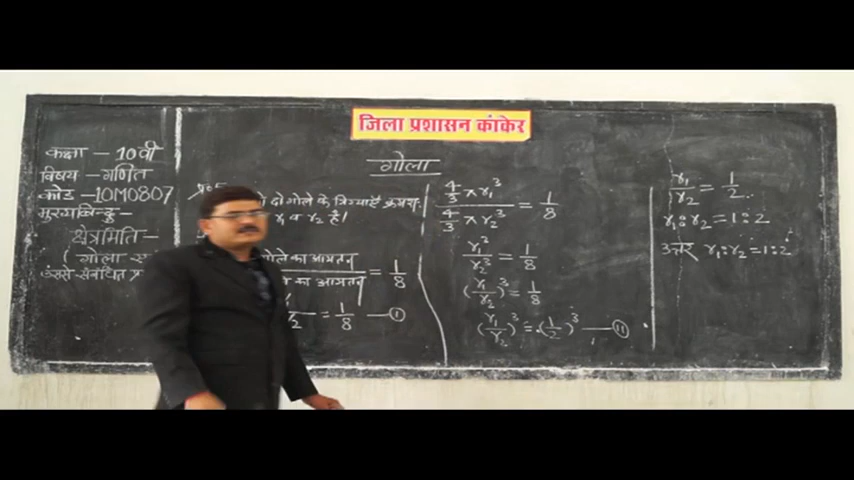 जिला प्रशासन कांकेर
गोला
कक्षा – 10वी
विषय – गणित
कोड – 10M0807
मुख्यबिन्दु –
क्षेत्रमिति –
( गोला
उससे संबंधित
दो गोले के त्रिज्याएँ क्रमशः
r₁ व r₂ है।
गोले का आयतन
का आयतन
= 1/8
= 1/8 —①
(4/3 π r₁³)/(4/3 π r₂³) = 1/8
r₁³/r₂³ = 1/8
(r₁/r₂)³ = 1/8
(r₁/r₂)³ = (1/2)³ —⑪
r₁/r₂ = 1/2
r₁:r₂ = 1:2
उत्तर r₁:r₂ = 1:2